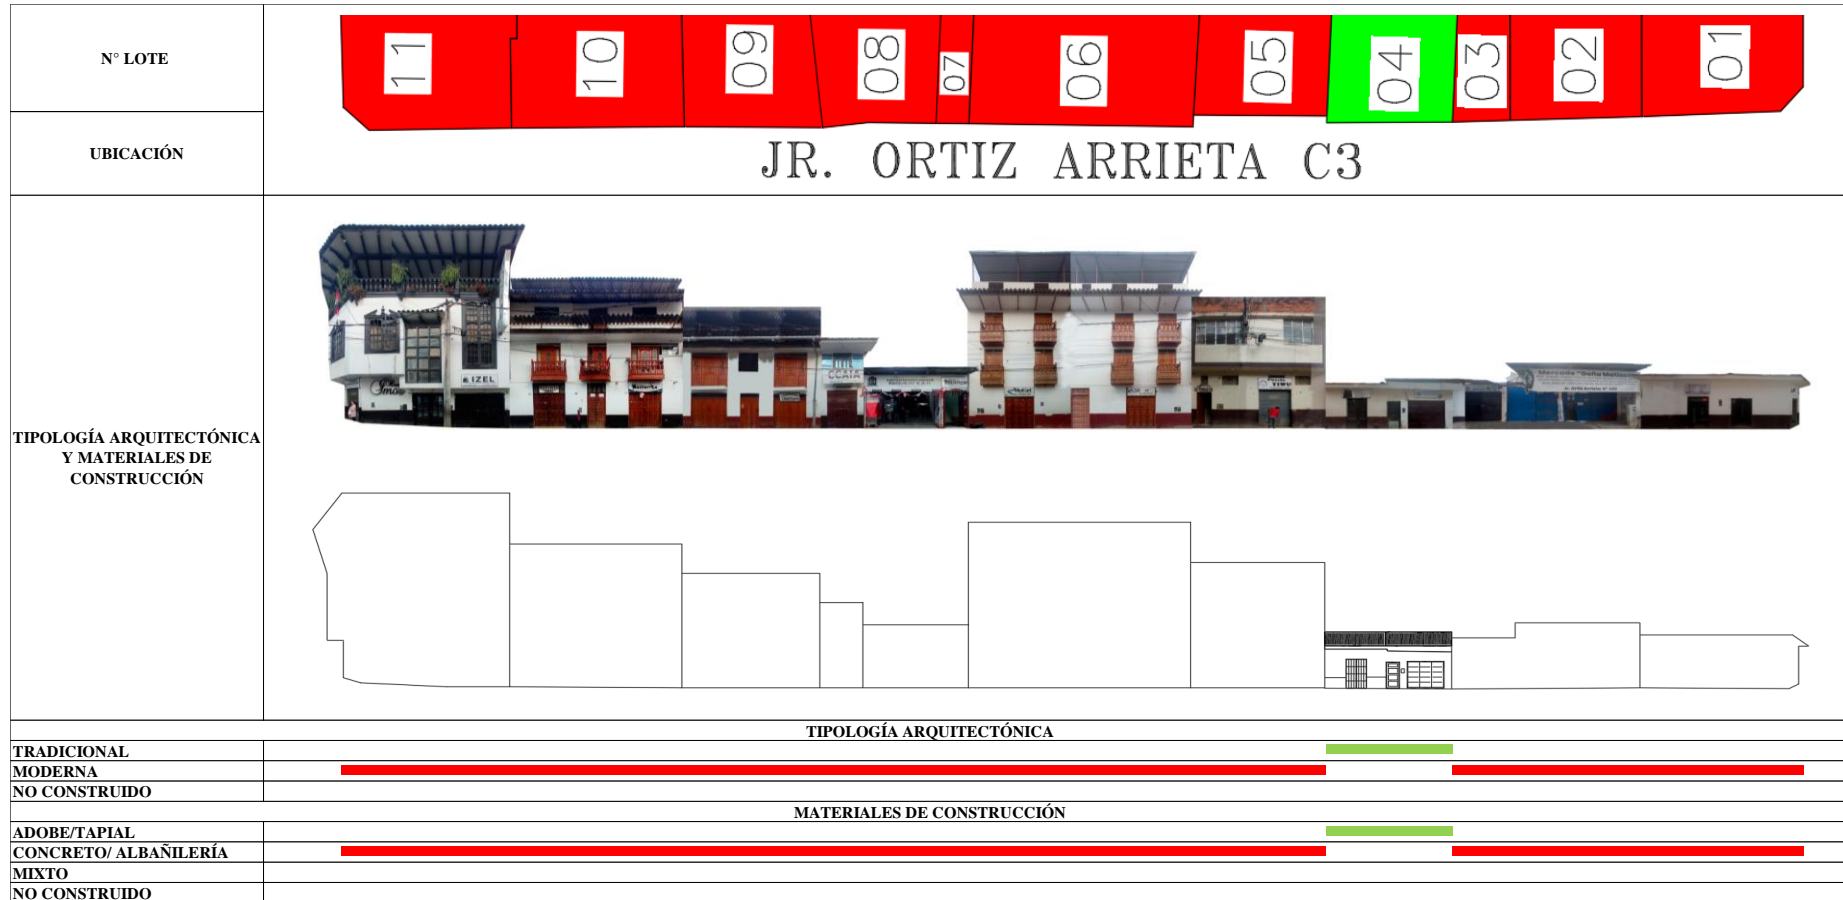 N° LOTE
11
10
09
08
07
06
05
04
03
02
01
UBICACIÓN
JR. ORTIZ ARRIETA C3
TIPOLOGÍA ARQUITECTÓNICA
Y MATERIALES DE
CONSTRUCCIÓN
IZEL
TIPOLOGÍA ARQUITECTÓNICA
TRADICIONAL
MODERNA
NO CONSTRUIDO
MATERIALES DE CONSTRUCCIÓN
ADOBE/TAPIAL
CONCRETO/ ALBAÑILERÍA
MIXTO
NO CONSTRUIDO